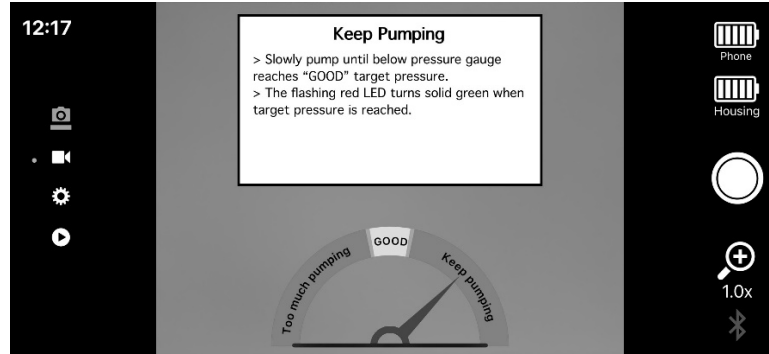 12:17
Keep Pumping
> Slowly pump until below pressure gauge
reaches “GOOD” target pressure.
> The flashing red LED turns solid green when
target pressure is reached.
Too much pumping
GOOD
Keep pumping
Phone
Housing
1.0x